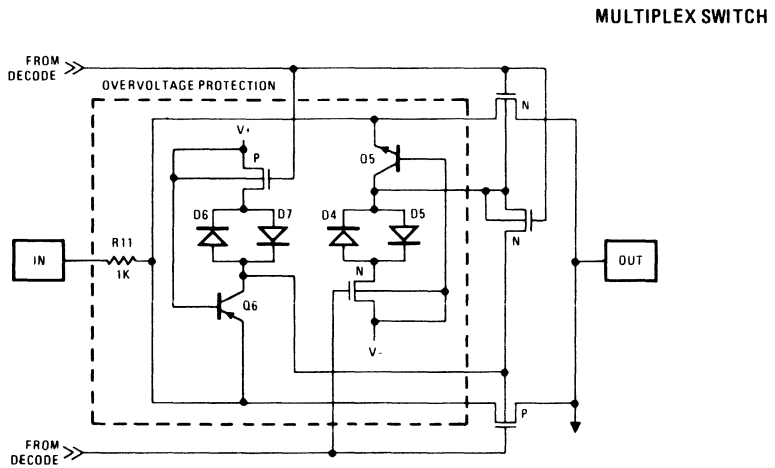 MULTIPLEX SWITCH
FROM
DECODE
OVERVOLTAGE PROTECTION
N
V+
P
Q5
D6
D7
D4
D5
N
IN
R11
1K
OUT
N
Q6
V-
P
FROM
DECODE